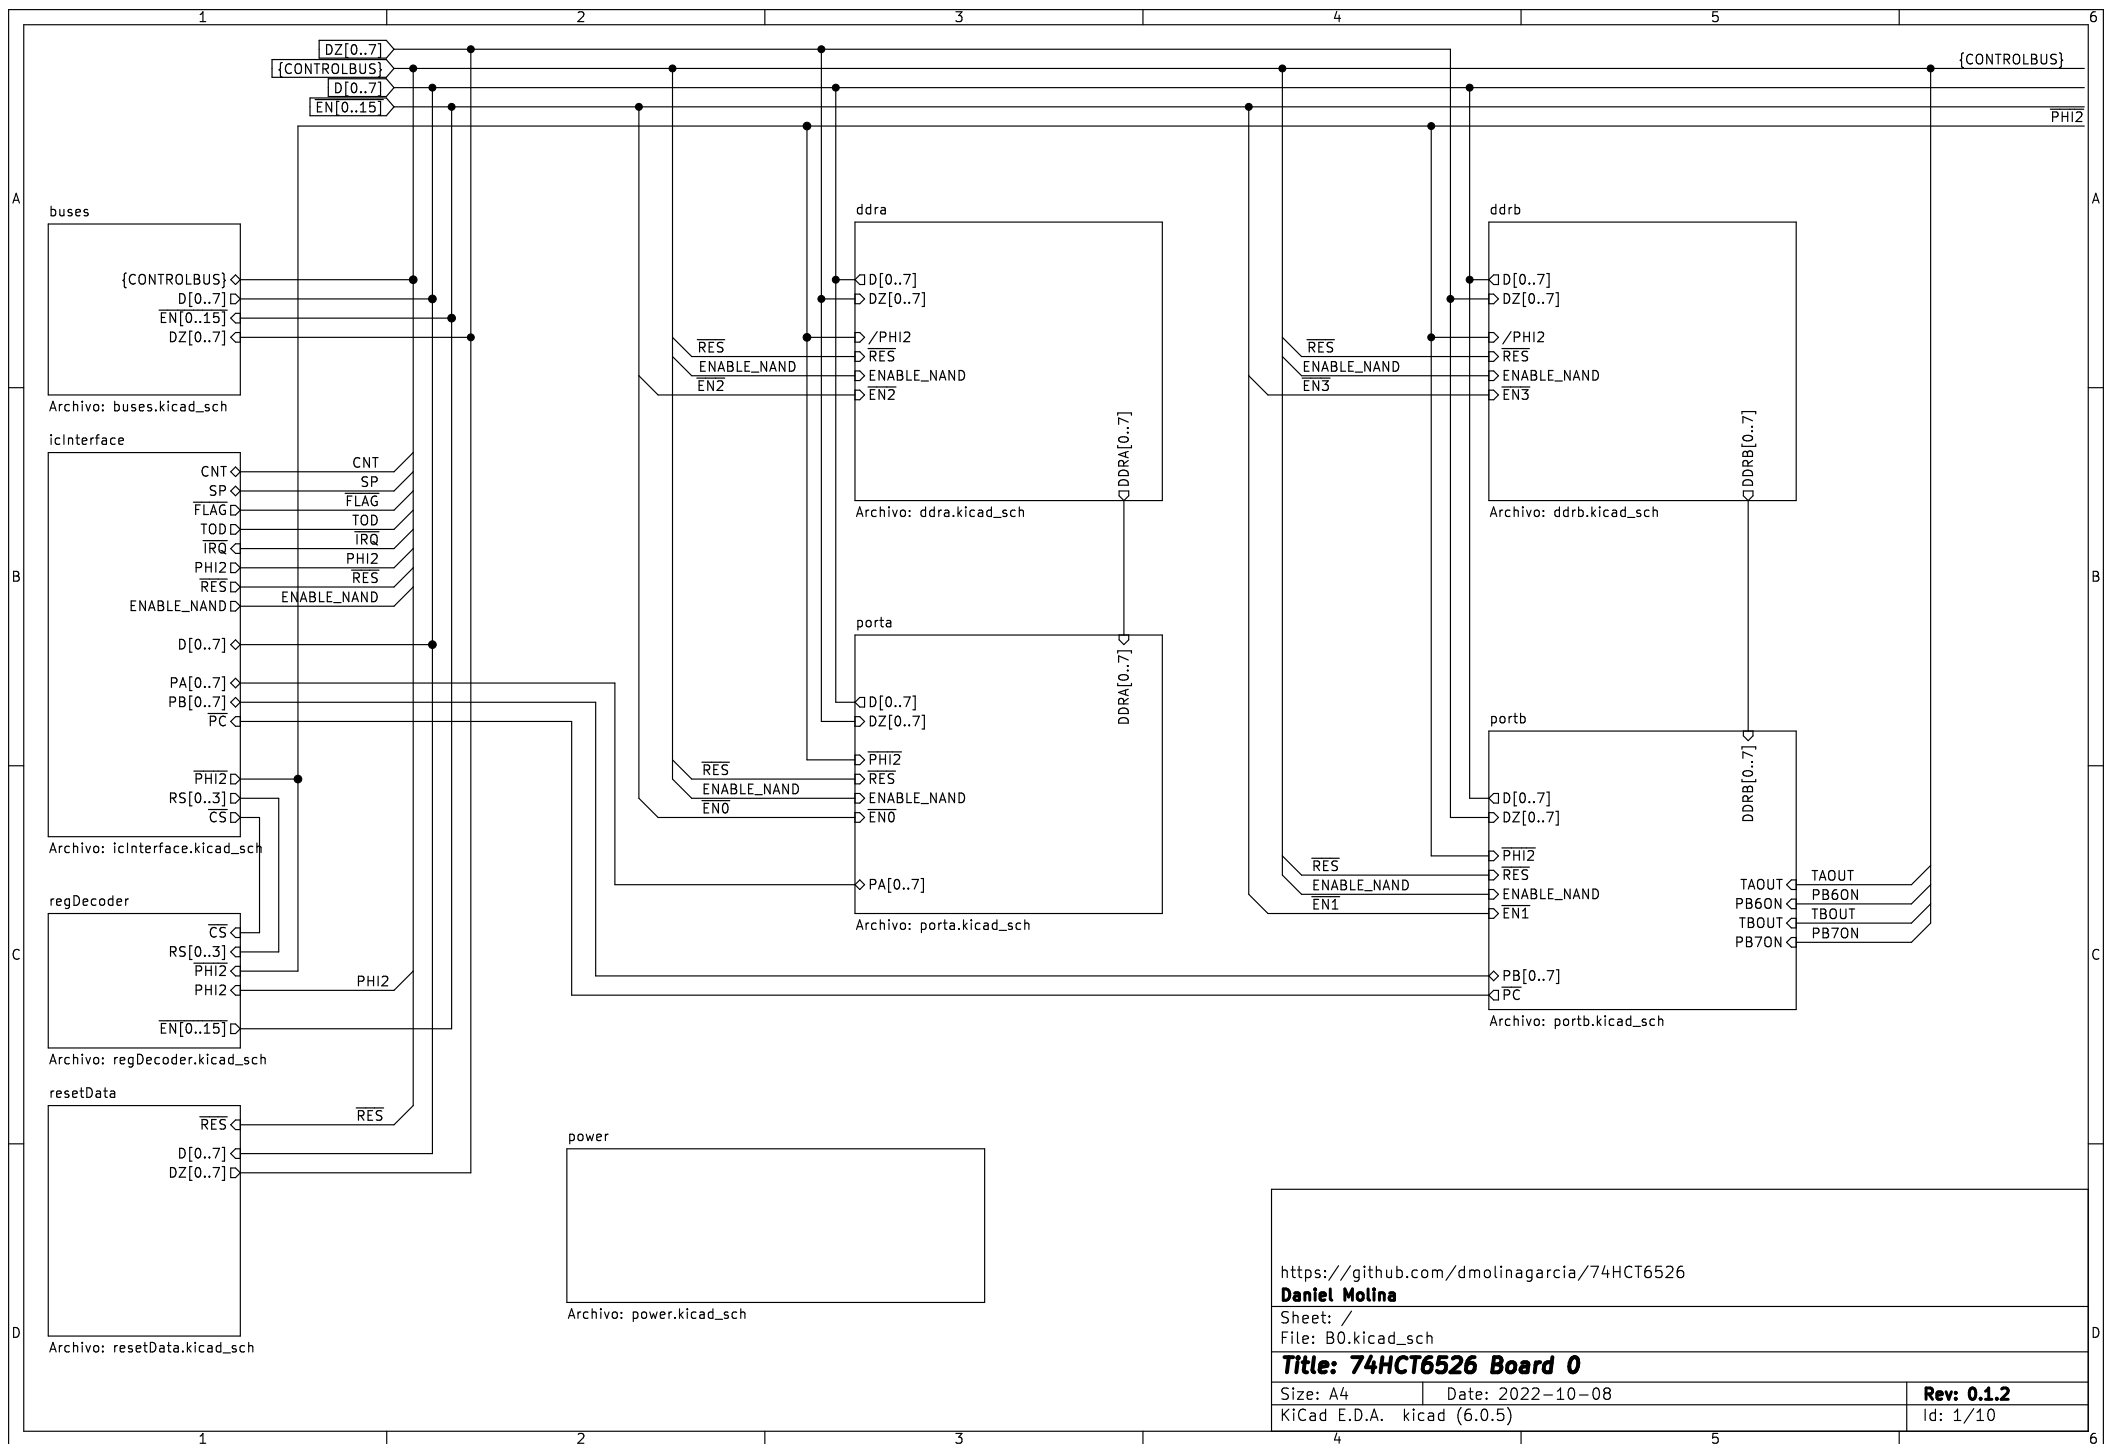 1 2 3 4 5 6
DZ[0..7]
{CONTROLBUS}
D[0..7]
EN[0..15]
{CONTROLBUS}
PHI2
A
A
buses
{CONTROLBUS}
D[0..7]
EN[0..15]
DZ[0..7]
Archivo: buses.kicad_sch
icInterface
CNT
SP
FLAG
TOD
IRQ
PHI2
RES
ENABLE_NAND
CNT
SP
FLAG
TOD
IRQ
PHI2
RES
ENABLE_NAND
D[0..7]
PA[0..7]
PB[0..7]
PC
PHI2
RS[0..3]
CS
Archivo: icInterface.kicad_sch
B
B
regDecoder
CS
RS[0..3]
PHI2
PHI2
PHI2
EN[0..15]
Archivo: regDecoder.kicad_sch
C
C
resetData
RES
RES
D[0..7]
DZ[0..7]
Archivo: resetData.kicad_sch
D
D
ddra
D[0..7]
DZ[0..7]
/PHI2
RES
ENABLE_NAND
EN2
RES
ENABLE_NAND
EN2
DDRA[0..7]
Archivo: ddra.kicad_sch
porta
DDRA[0..7]
D[0..7]
DZ[0..7]
PHI2
RES
ENABLE_NAND
EN0
RES
ENABLE_NAND
EN0
PA[0..7]
Archivo: porta.kicad_sch
ddrb
D[0..7]
DZ[0..7]
/PHI2
RES
ENABLE_NAND
EN3
RES
ENABLE_NAND
EN3
DDRB[0..7]
Archivo: ddrb.kicad_sch
portb
DDRB[0..7]
D[0..7]
DZ[0..7]
PHI2
RES
ENABLE_NAND
EN1
RES
ENABLE_NAND
EN1
TAOUT
PB6ON
TBOUT
PB7ON
TAOUT
PB6ON
TBOUT
PB7ON
PB[0..7]
PC
Archivo: portb.kicad_sch
power
Archivo: power.kicad_sch
https://github.com/dmolinagarcia/74HCT6526
Daniel Molina
Sheet: /
File: B0.kicad_sch
Title: 74HCT6526 Board 0
Size: A4 Date: 2022-10-08 Rev: 0.1.2
KiCad E.D.A. kicad (6.0.5) Id: 1/10
1 2 3 4 5 6